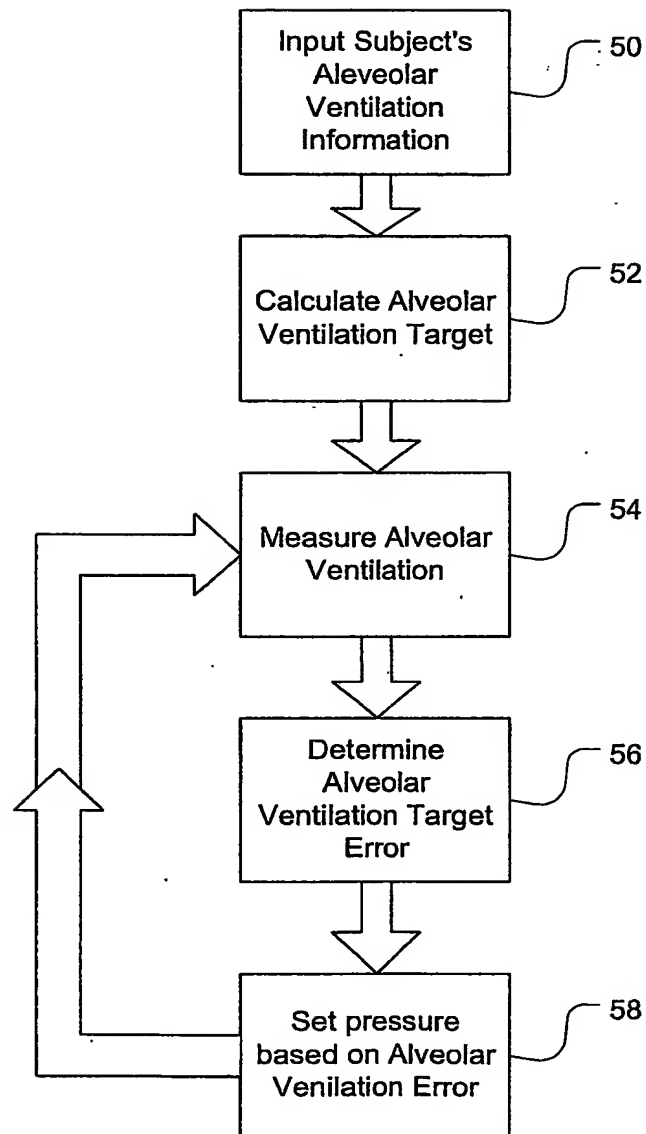 Input Subject's
Aleveolar
Ventilation
Information
50
Calculate Alveolar
Ventilation Target
52
Measure Alveolar
Ventilation
54
Determine
Alveolar
Ventilation Target
Error
56
Set pressure
based on Alveolar
Venilation Error
58